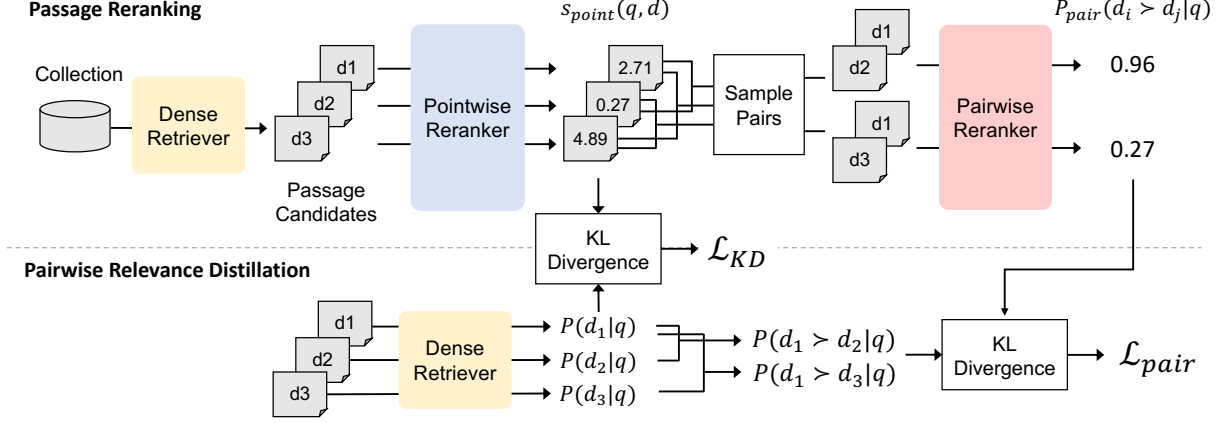 Passage Reranking
s_point(q, d)
P_pair(d_i ≻ d_j|q)
Collection
Dense
Retriever
d1
d2
d3
Passage
Candidates
Pointwise
Reranker
2.71
0.27
4.89
Sample
Pairs
d1
d2
d1
d3
Pairwise
Reranker
0.96
0.27
KL
Divergence
ℒ_KD
Pairwise Relevance Distillation
d1
d2
d3
Dense
Retriever
P(d_1|q)
P(d_2|q)
P(d_3|q)
P(d_1 ≻ d_2|q)
P(d_1 ≻ d_3|q)
KL
Divergence
ℒ_pair